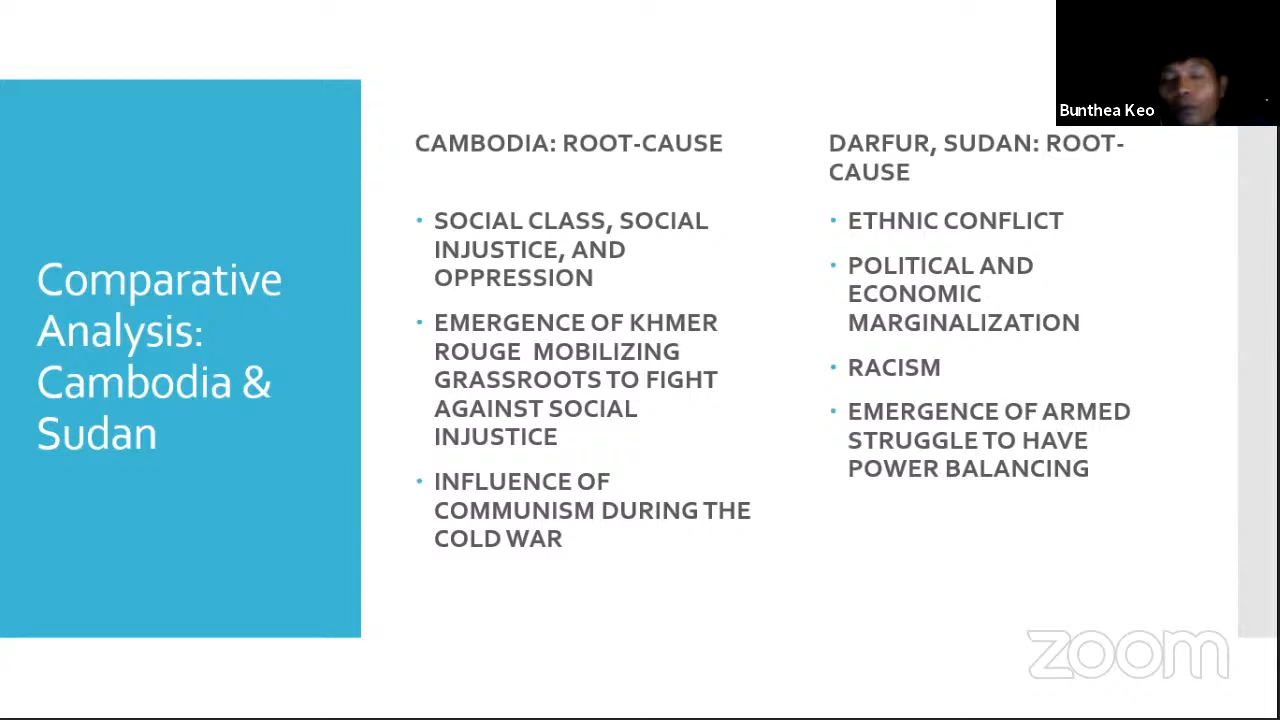 Bunthea Keo
Comparative
Analysis:
Cambodia &
Sudan
CAMBODIA: ROOT-CAUSE
SOCIAL CLASS, SOCIAL
INJUSTICE, AND
OPPRESSION
EMERGENCE OF KHMER
ROUGE MOBILIZING
GRASSROOTS TO FIGHT
AGAINST SOCIAL
INJUSTICE
INFLUENCE OF
COMMUNISM DURING THE
COLD WAR
DARFUR, SUDAN: ROOT-
CAUSE
ETHNIC CONFLICT
POLITICAL AND
ECONOMIC
MARGINALIZATION
RACISM
EMERGENCE OF ARMED
STRUGGLE TO HAVE
POWER BALANCING
zoom